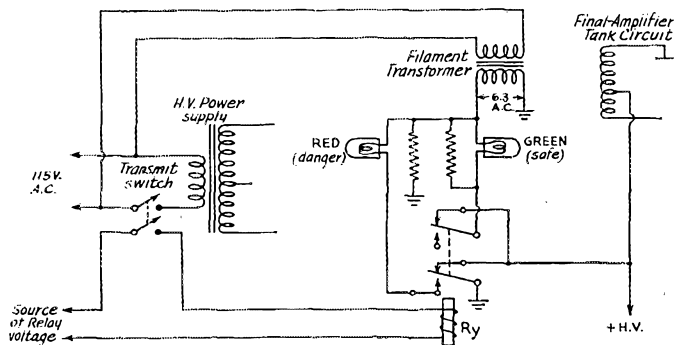 Final-Amplifier
Tank Circuit
Filament
Transformer
6.3
A.C.
H.V. Power
supply
RED
(danger)
GREEN
(safe)
115V.
A.C.
Transmit
switch
Source
of Relay
voltage
Ry
+ H.V.